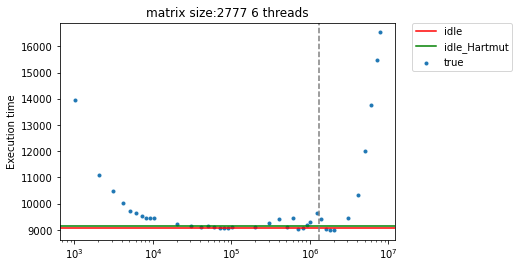 matrix size:2777 6 threads
16000
15000
14000
13000
12000
11000
10000
9000
Execution time
10³
10⁴
10⁵
10⁶
10⁷
idle
idle_Hartmut
true